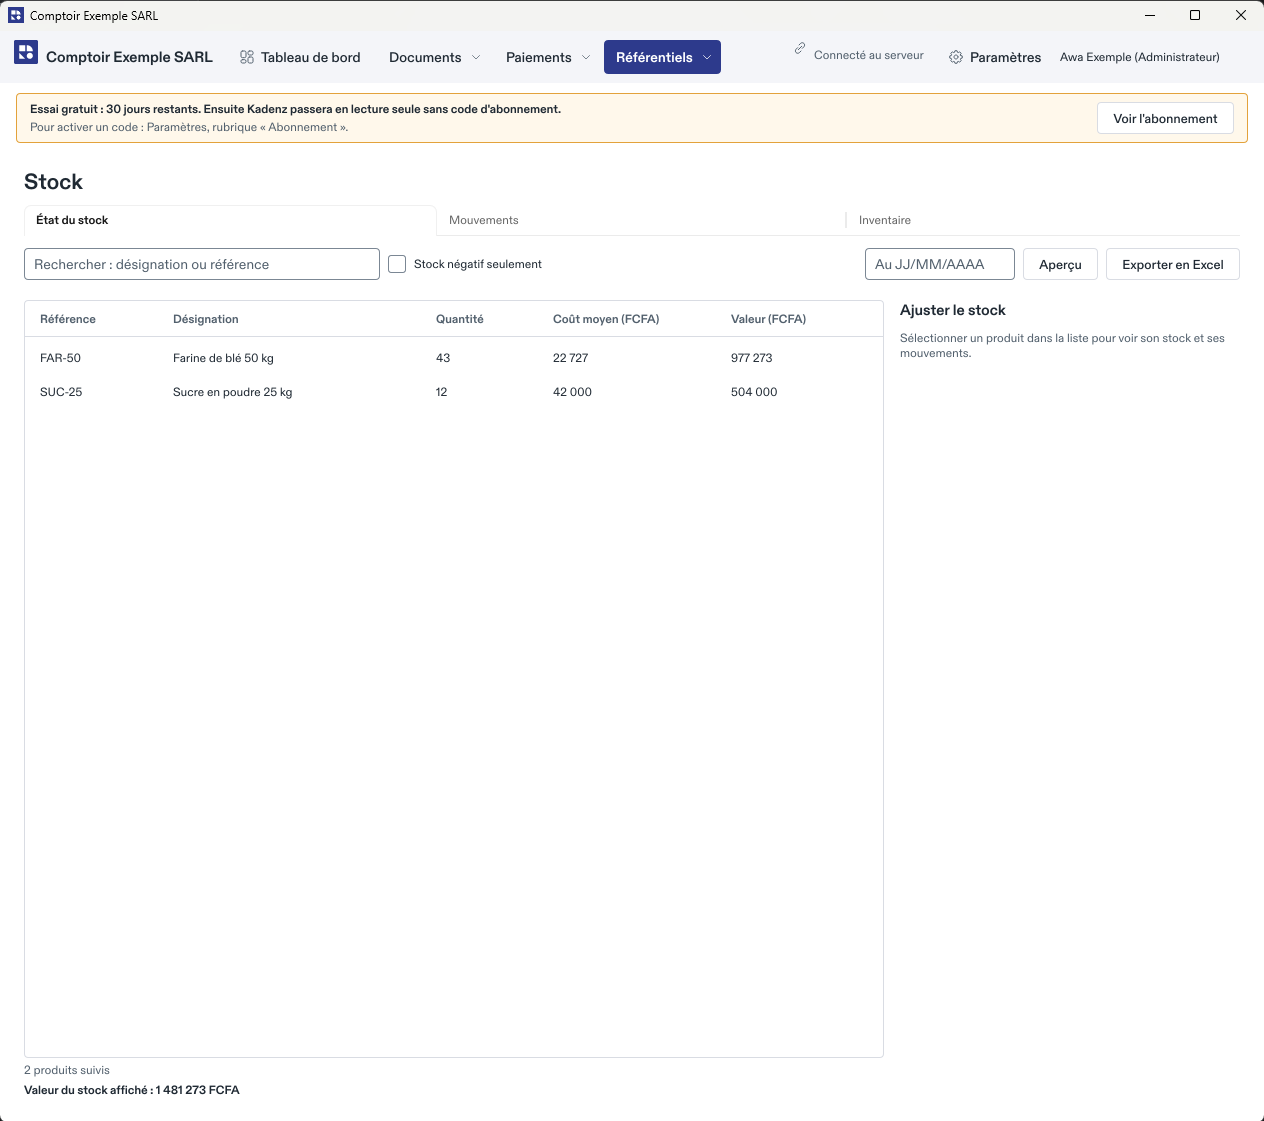 Comptoir Exemple SARL
Comptoir Exemple SARL Tableau de bord Documents Paiements Référentiels Connecté au serveur Paramètres Awa Exemple (Administrateur)
Essai gratuit : 30 jours restants. Ensuite Kadenz passera en lecture seule sans code d'abonnement.
Pour activer un code : Paramètres, rubrique « Abonnement ».
Voir l'abonnement
Stock
État du stock Mouvements Inventaire
Rechercher : désignation ou référence Stock négatif seulement Au JJ/MM/AAAA Aperçu Exporter en Excel
Référence Désignation Quantité Coût moyen (FCFA) Valeur (FCFA)
FAR-50 Farine de blé 50 kg 43 22 727 977 273
SUC-25 Sucre en poudre 25 kg 12 42 000 504 000
Ajuster le stock
Sélectionner un produit dans la liste pour voir son stock et ses
mouvements.
2 produits suivis
Valeur du stock affiché : 1 481 273 FCFA